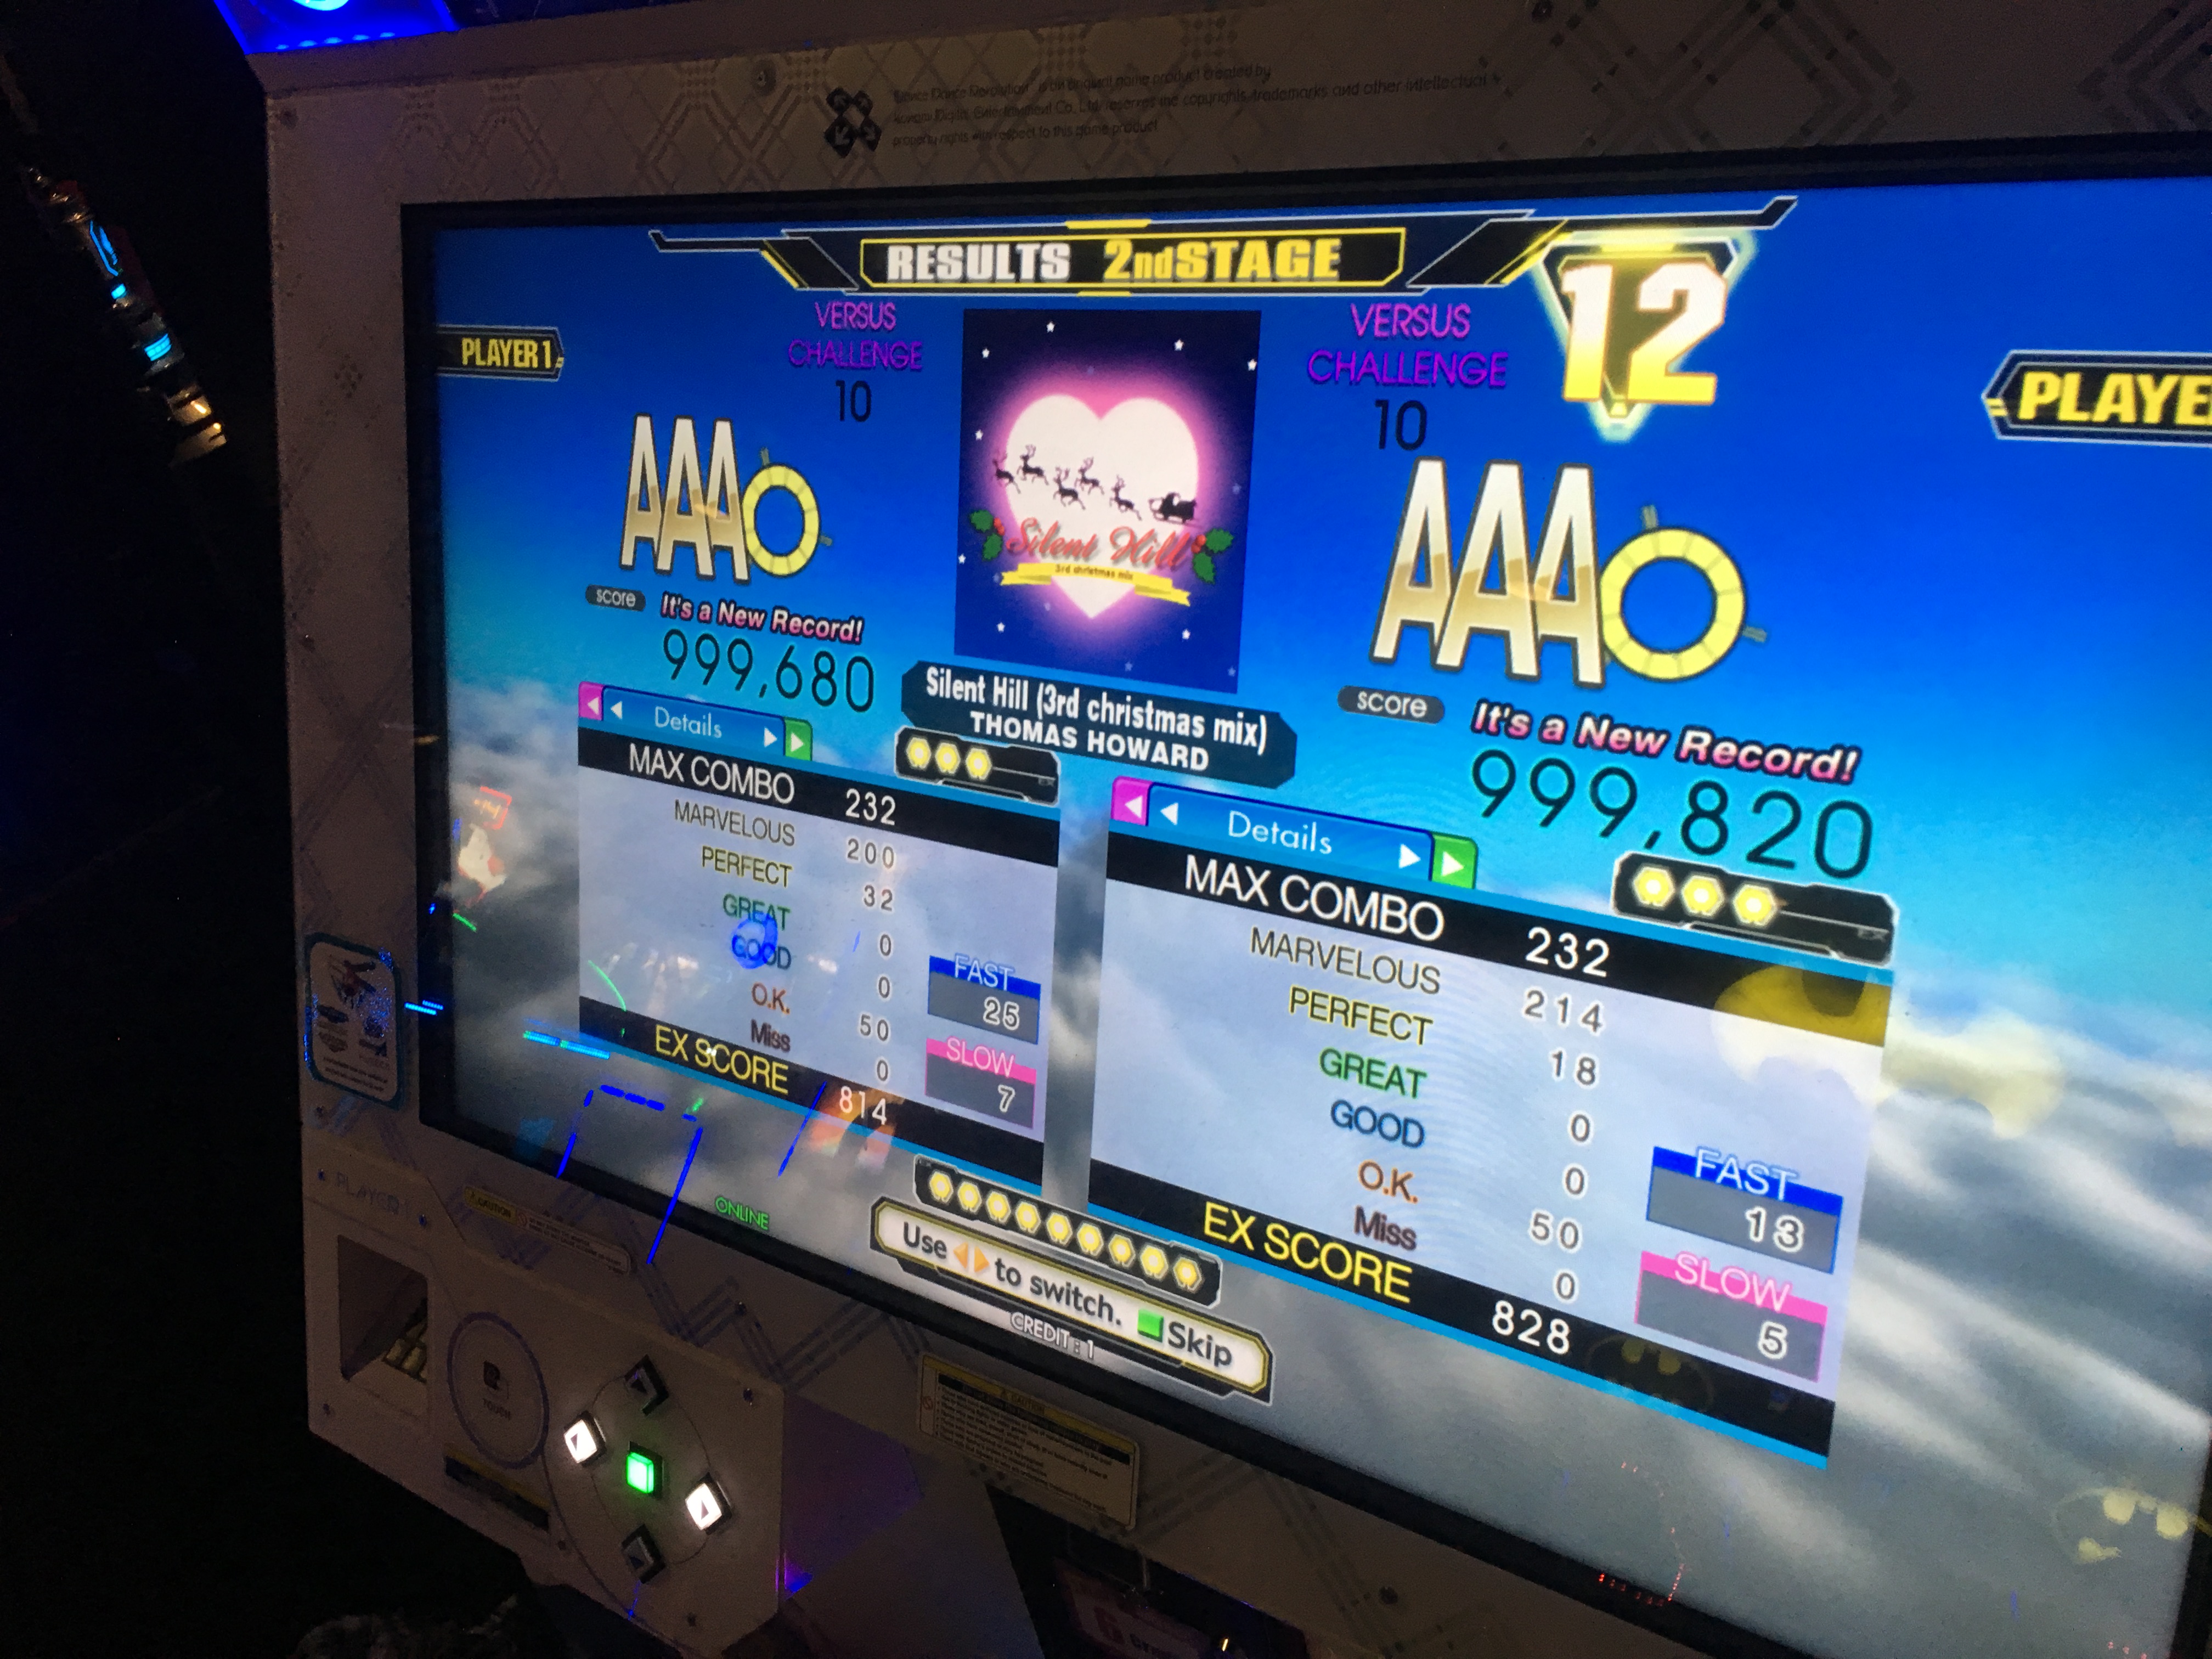 Dance Dance Revolution is an original game product created by
Konami Digital Entertainment Co., Ltd. reserves the copyrights, trademarks and other intellectual
property rights with respect to this game product
RESULTS 2ndSTAGE
12
PLAYER 1
VERSUS
CHALLENGE
10
VERSUS
CHALLENGE
10
PLAYE
AAA
Silent Hill
3rd christmas mix
AAA
score It's a New Record!
999,680
Silent Hill (3rd christmas mix)
THOMAS HOWARD
score It's a New Record!
999,820
Details
MAX COMBO 232
MARVELOUS 200
PERFECT 32
GREAT 0
GOOD 0
O.K. 50
Miss 0
EX SCORE 814
FAST
25
SLOW
7
Details
EX
MAX COMBO 232
MARVELOUS 214
PERFECT 18
GREAT 0
GOOD 0
O.K. 50
Miss 0
EX SCORE 828
FAST
13
SLOW
5
ONLINE
Use to switch. Skip
CREDIT : 1
PLAYER 1
CAUTION
TOUCH
CAUTION